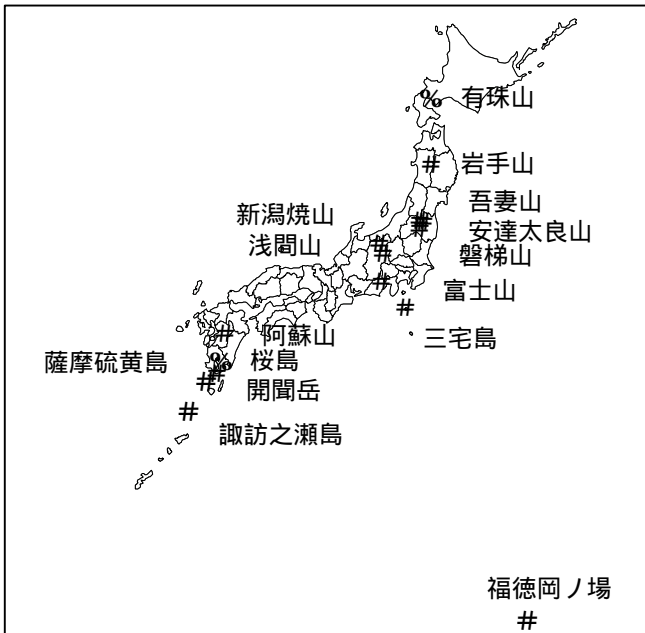 有珠山
岩手山
吾妻山
新潟焼山
安達太良山
浅間山
磐梯山
富士山
三宅島
阿蘇山
薩摩硫黄島
桜島
開聞岳
諏訪之瀬島
福徳岡ノ場